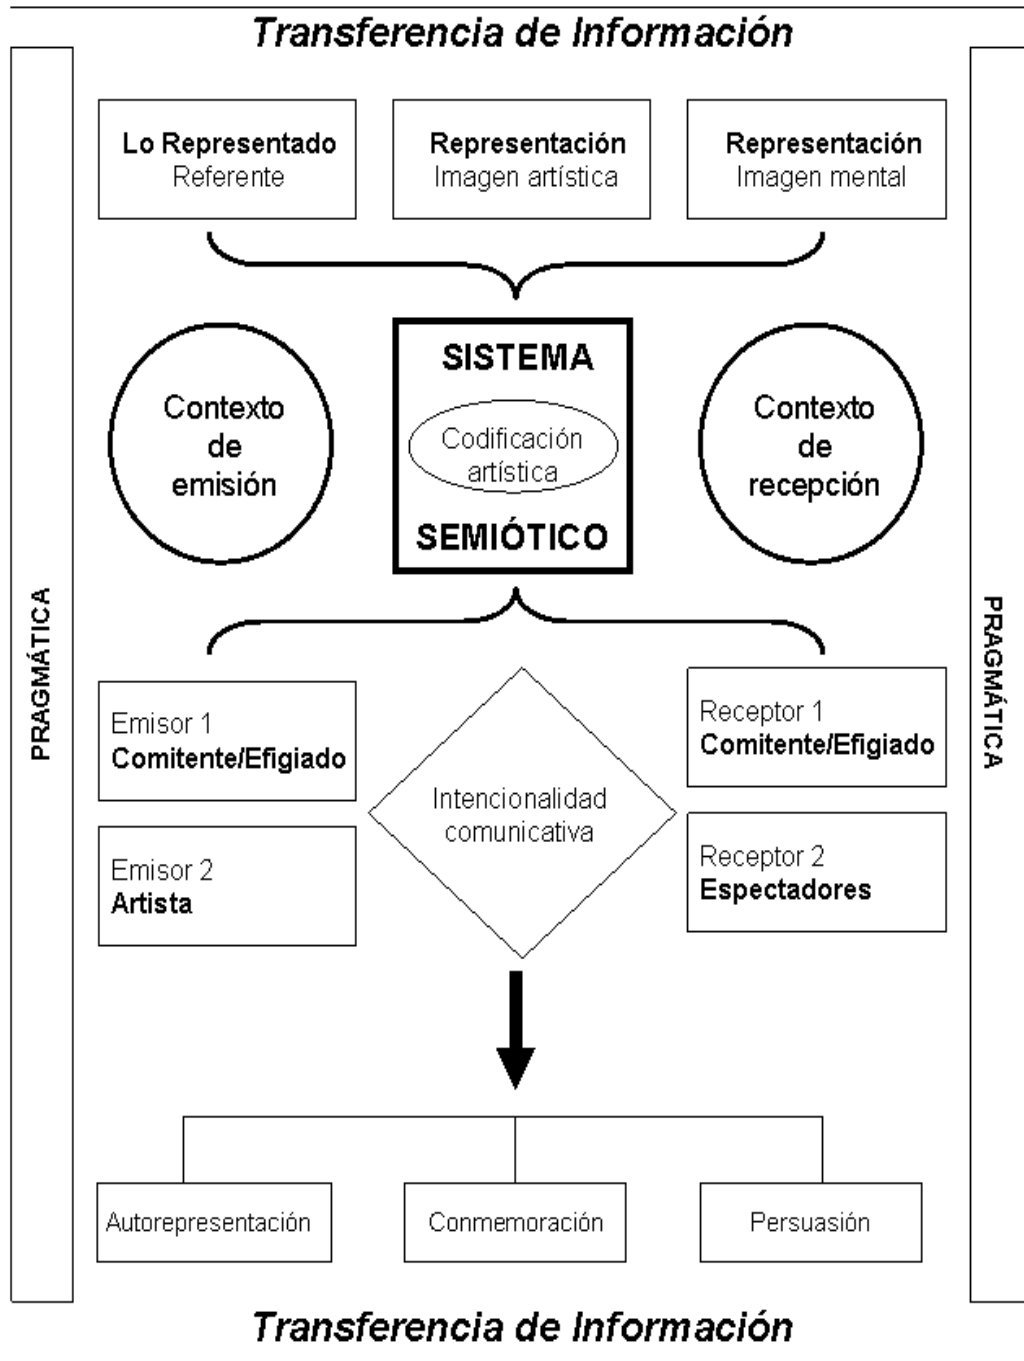 Transferencia de Información
PRAGMÁTICA
Lo Representado
Referente
Representación
Imagen artística
Representación
Imagen mental
Contexto
de
emisión
SISTEMA
Codificación
artística
SEMIÓTICO
Contexto
de
recepción
Emisor 1
Comitente/Efigiado
Emisor 2
Artista
Intencionalidad
comunicativa
Receptor 1
Comitente/Efigiado
Receptor 2
Espectadores
Autorepresentación
Conmemoración
Persuasión
PRAGMÁTICA
Transferencia de Información